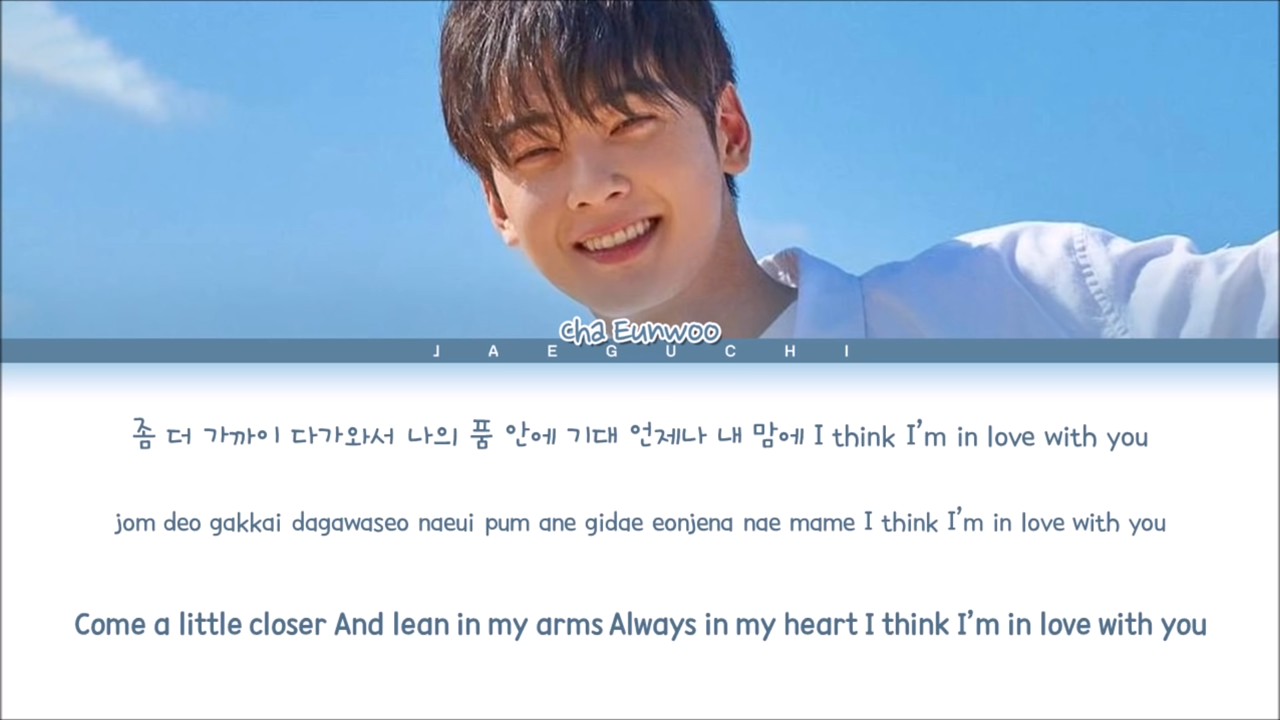 cha Eunwoo
JAEGUCHI
좀 더 가까이 다가와서 나의 품 안에 기대 언제나 내 맘에 I think I’m in love with you
jom deo gakkai dagawaseo naeui pum ane gidae eonjena nae mame I think I’m in love with you
Come a little closer And lean in my arms Always in my heart I think I’m in love with you